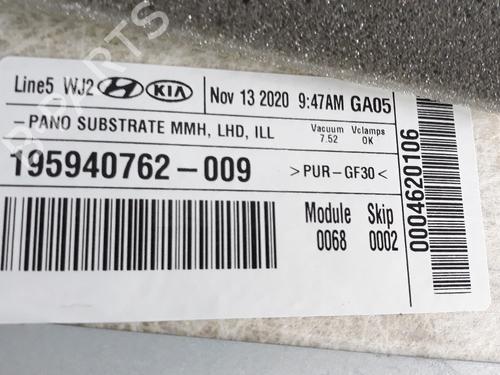 Line5 WJ2 KIA Nov 13 2020 9:47AM GA05
-PANO SUBSTRATE MMH, LHD, ILL
Vacuum 7.52
Vclamps OK
195940762-009
>PUR-GF30<
Module 0068
Skip 0002
0004620106
B-PARTS